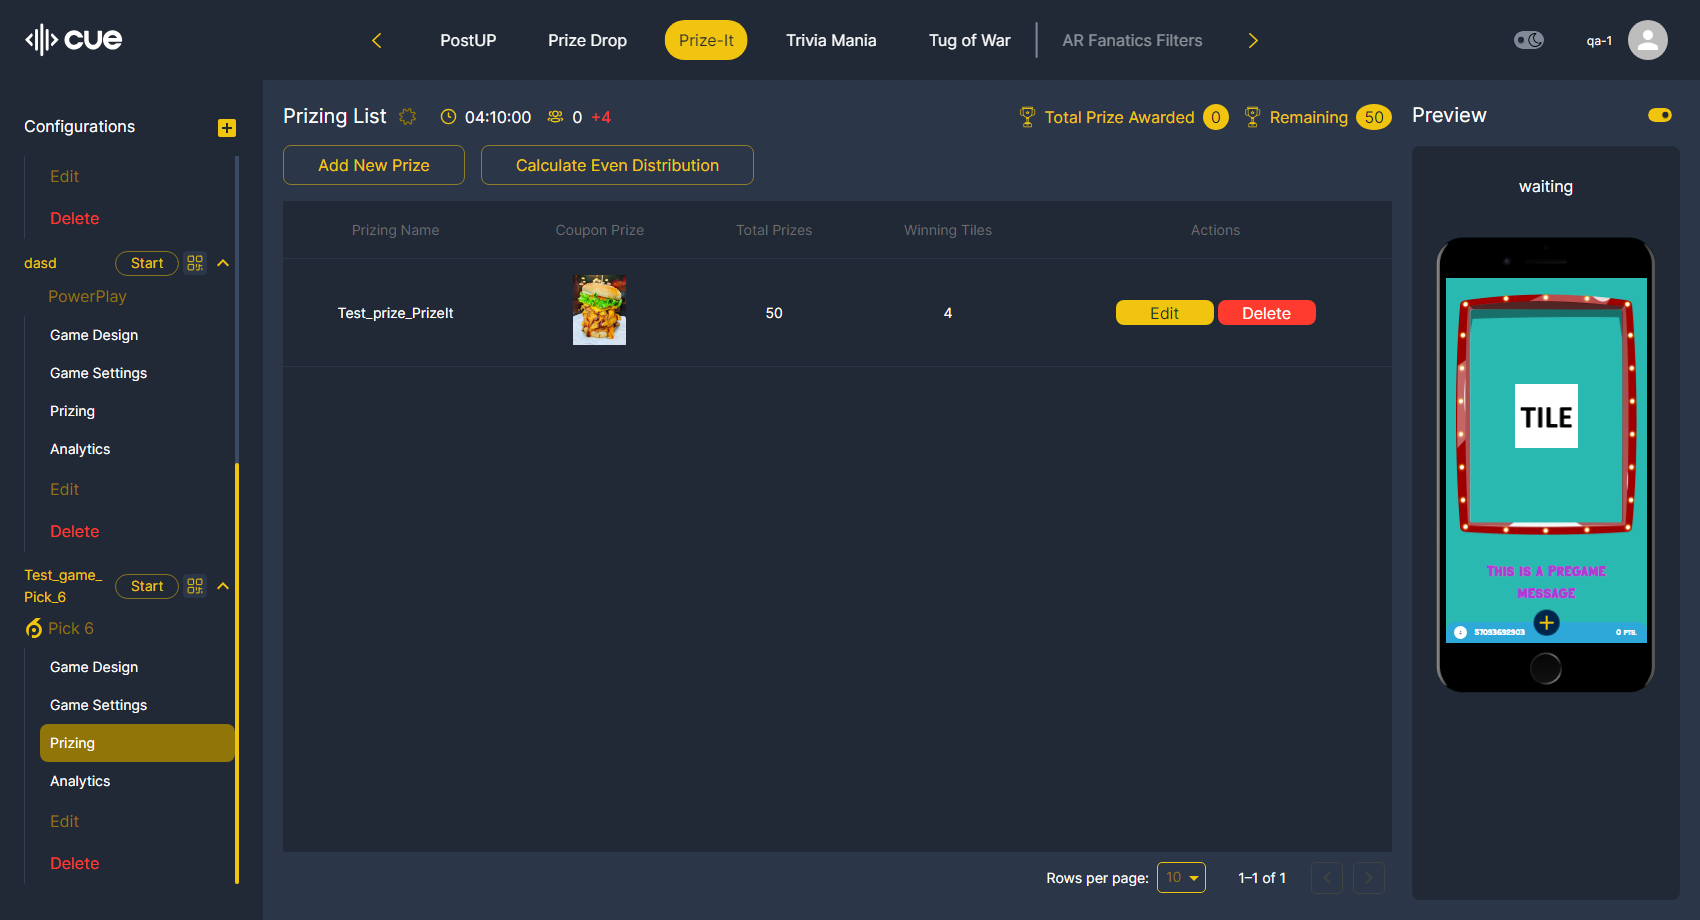 cue
PostUP
Prize Drop
Prize-It
Trivia Mania
Tug of War
AR Fanatics Filters
qa-1
Configurations
Edit
Delete
dasd
Start
PowerPlay
Game Design
Game Settings
Prizing
Analytics
Edit
Delete
Test_game_
Pick_6
Start
Pick 6
Game Design
Game Settings
Prizing
Analytics
Edit
Delete
Prizing List
04:10:00
0 +4
Total Prize Awarded 0
Remaining 50
Add New Prize
Calculate Even Distribution
Prizing Name
Coupon Prize
Total Prizes
Winning Tiles
Actions
Test_prize_PrizeIt
50
4
Edit
Delete
Rows per page: 10
1–1 of 1
Preview
waiting
TILE
THIS IS A PREGAME
MESSAGE
57093692903
0 PTS.